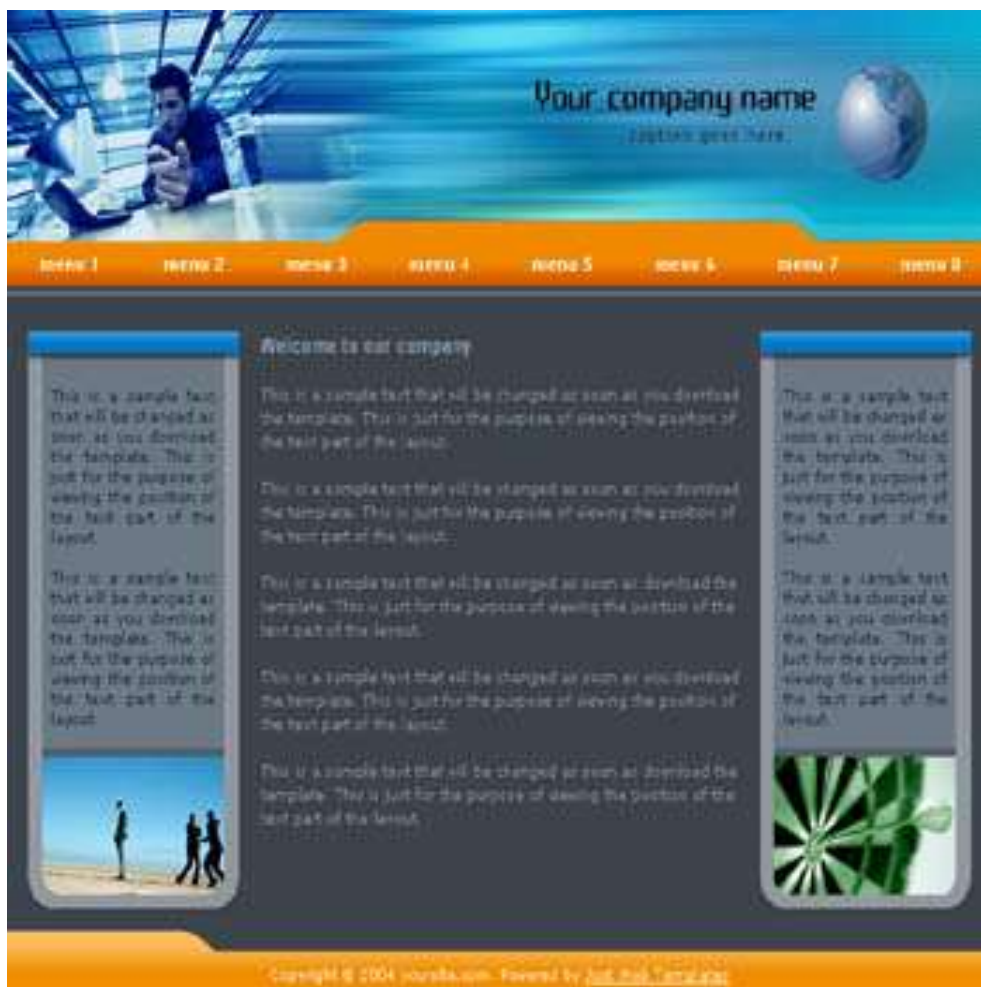 Your company name
caption goes here
menu 1 menu 2 menu 3 menu 4 menu 5 menu 6 menu 7 menu 8
This is a sample text
that will be changed as
soon as you download
the template. This is
just for the purpose of
viewing the position of
the text part of the
layout.
This is a sample text
that will be changed as
soon as you download
the template. This is
just for the purpose of
viewing the position of
the text part of the
layout.
Welcome to our company
This is a sample text that will be changed as soon as you download
the template. This is just for the purpose of viewing the position of
the text part of the layout.
This is a sample text that will be changed as soon as you download
the template. This is just for the purpose of viewing the position of
the text part of the layout.
This is a sample text that will be changed as soon as download the
template. This is just for the purpose of viewing the position of the
text part of the layout.
This is a sample text that will be changed as soon as you download
the template. This is just for the purpose of viewing the position of
the text part of the layout.
This is a sample text that will be changed as soon as download the
template. This is just for the purpose of viewing the position of the
text part of the layout.
This is a sample text
that will be changed as
soon as you download
the template. This is
just for the purpose of
viewing the position of
the text part of the
layout.
This is a sample text
that will be changed as
soon as you download
the template. This is
just for the purpose of
viewing the position of
the text part of the
layout.
Copyright © 2004 yoursite.com. Powered by Just Web Templates